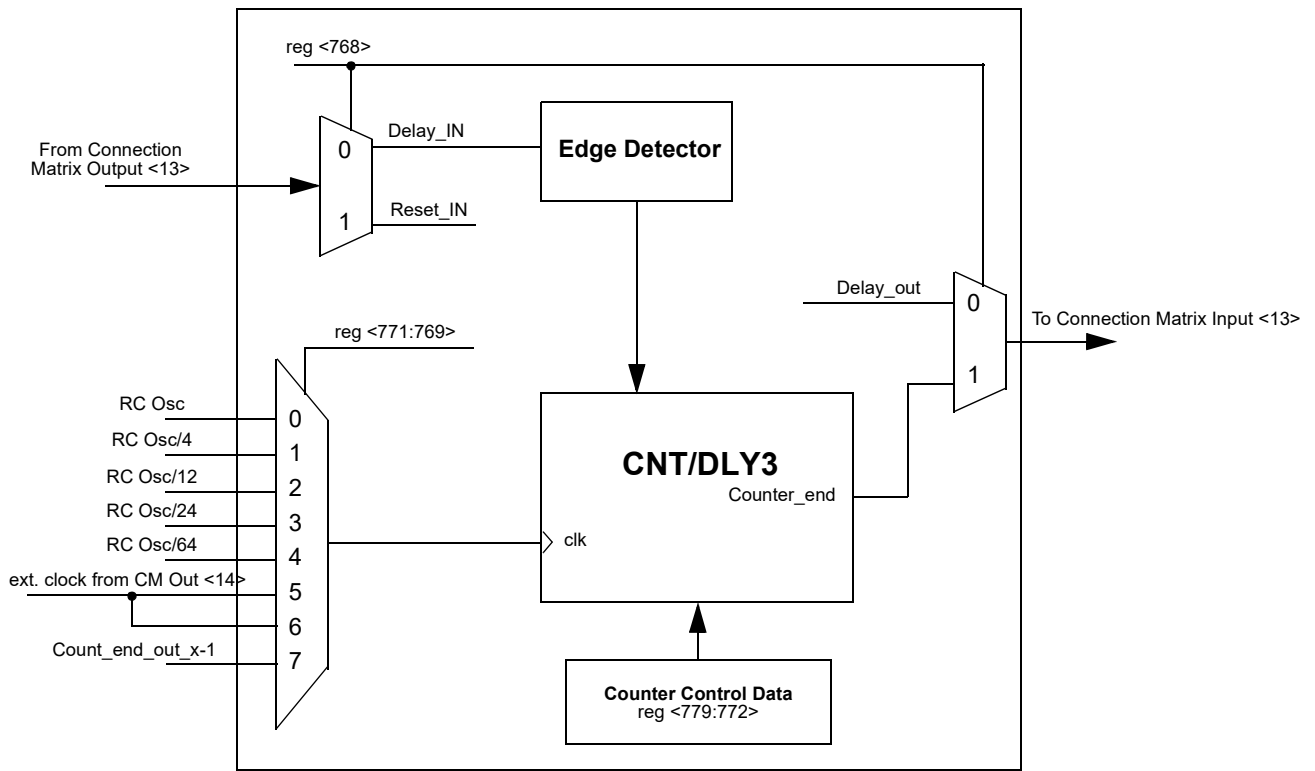 reg <768>
From Connection
Matrix Output <13>
0
1
Delay_IN
Reset_IN
Edge Detector
Delay_out
0
1
To Connection Matrix Input <13>
reg <771:769>
RC Osc
RC Osc/4
RC Osc/12
RC Osc/24
RC Osc/64
ext. clock from CM Out <14>
Count_end_out_x-1
0
1
2
3
4
5
6
7
CNT/DLY3
Counter_end
clk
Counter Control Data
reg <779:772>